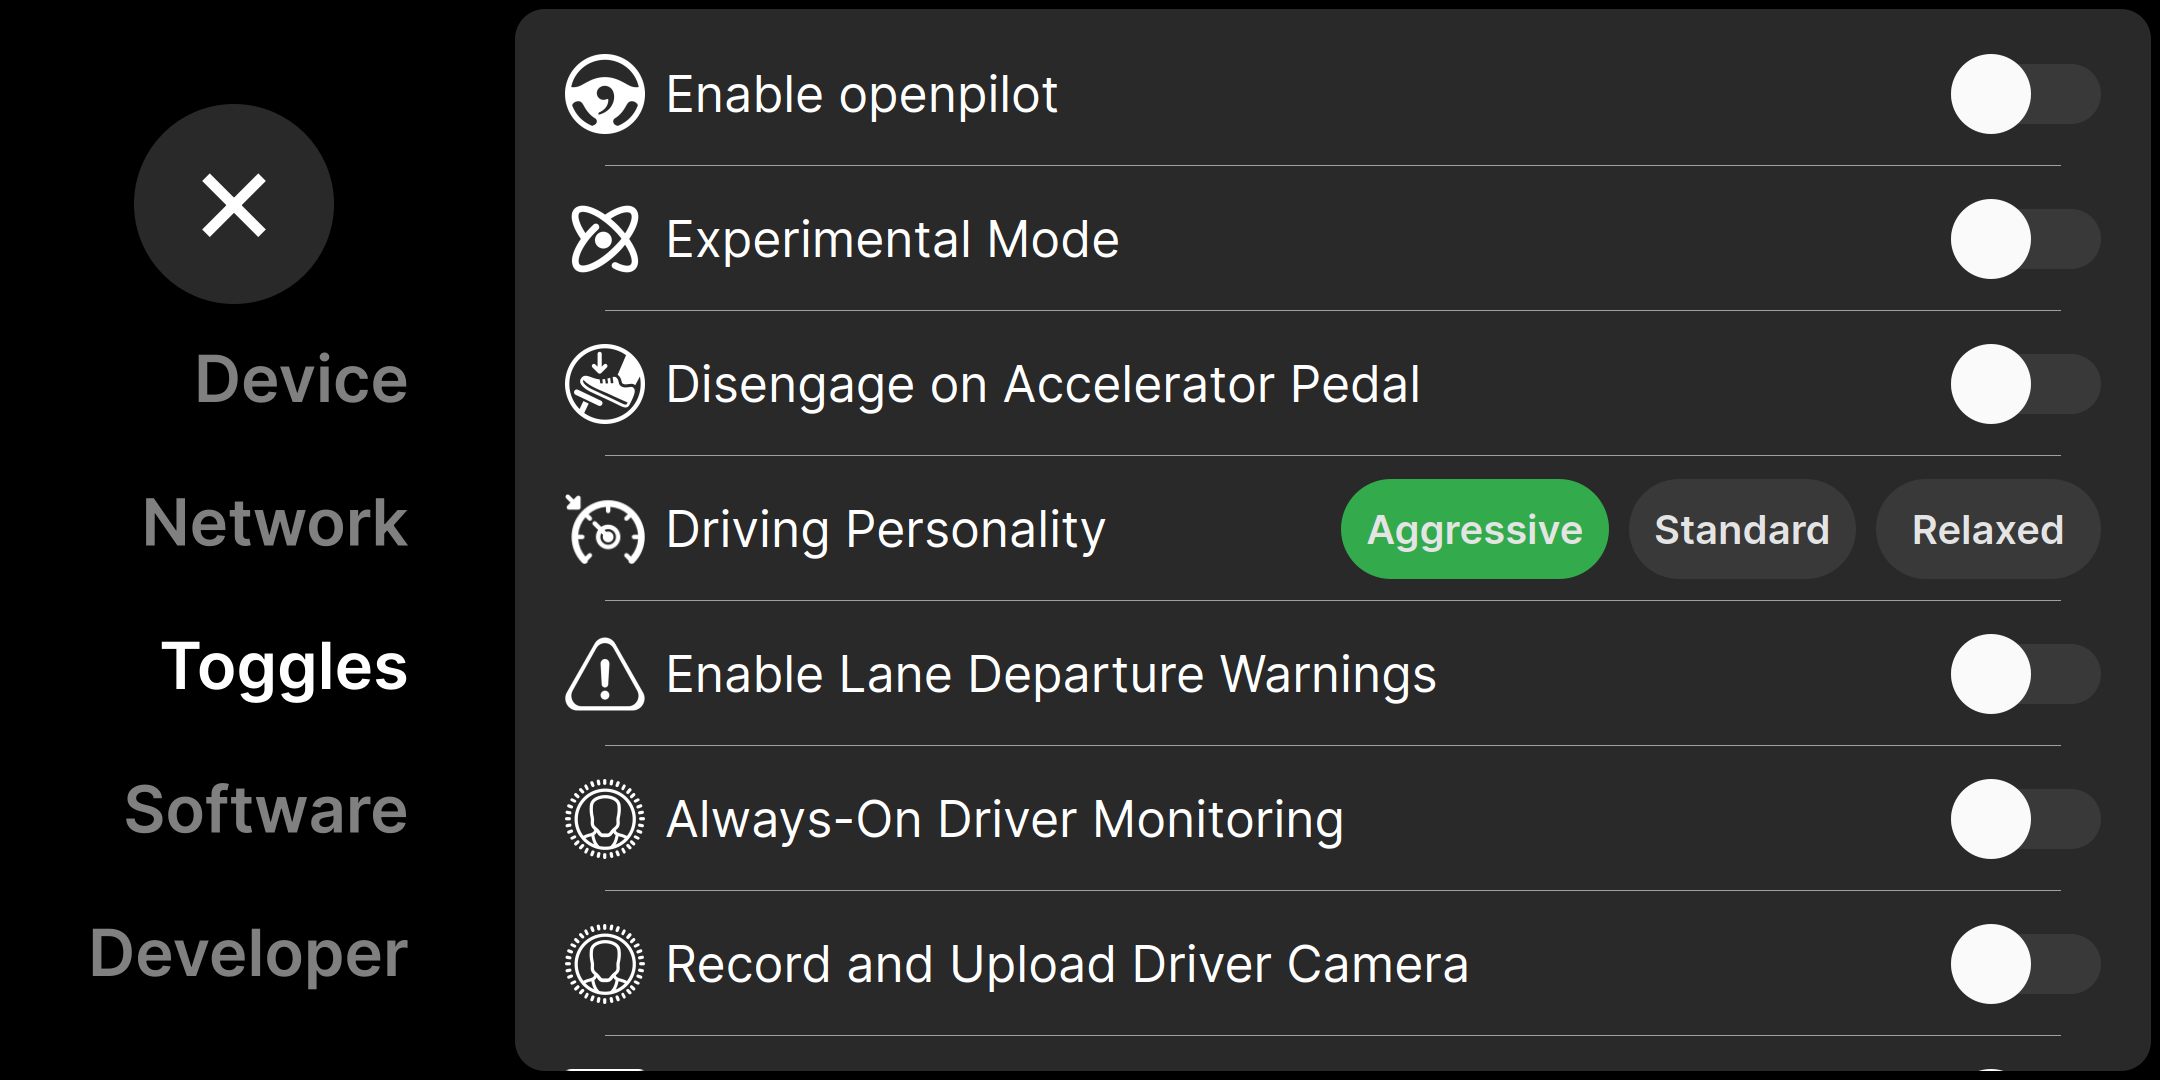 Device
Network
Toggles
Software
Developer
Enable openpilot
Experimental Mode
Disengage on Accelerator Pedal
Driving Personality
Aggressive
Standard
Relaxed
Enable Lane Departure Warnings
Always-On Driver Monitoring
Record and Upload Driver Camera